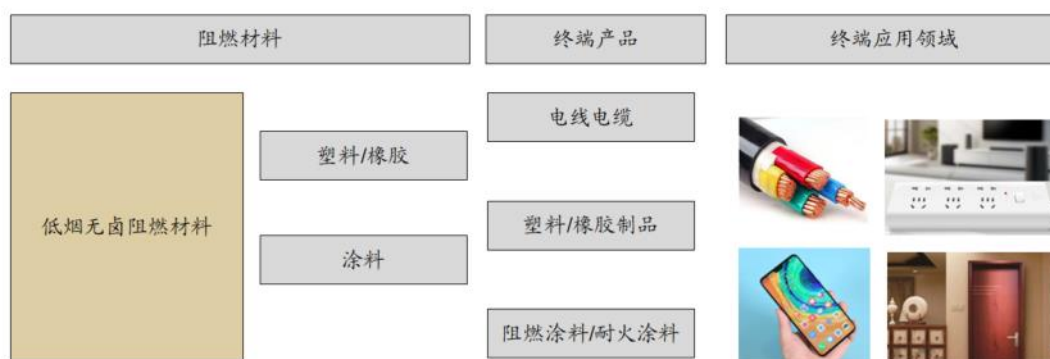 阻燃材料
终端产品
终端应用领域
低烟无卤阻燃材料
塑料/橡胶
涂料
电线电缆
塑料/橡胶制品
阻燃涂料/耐火涂料